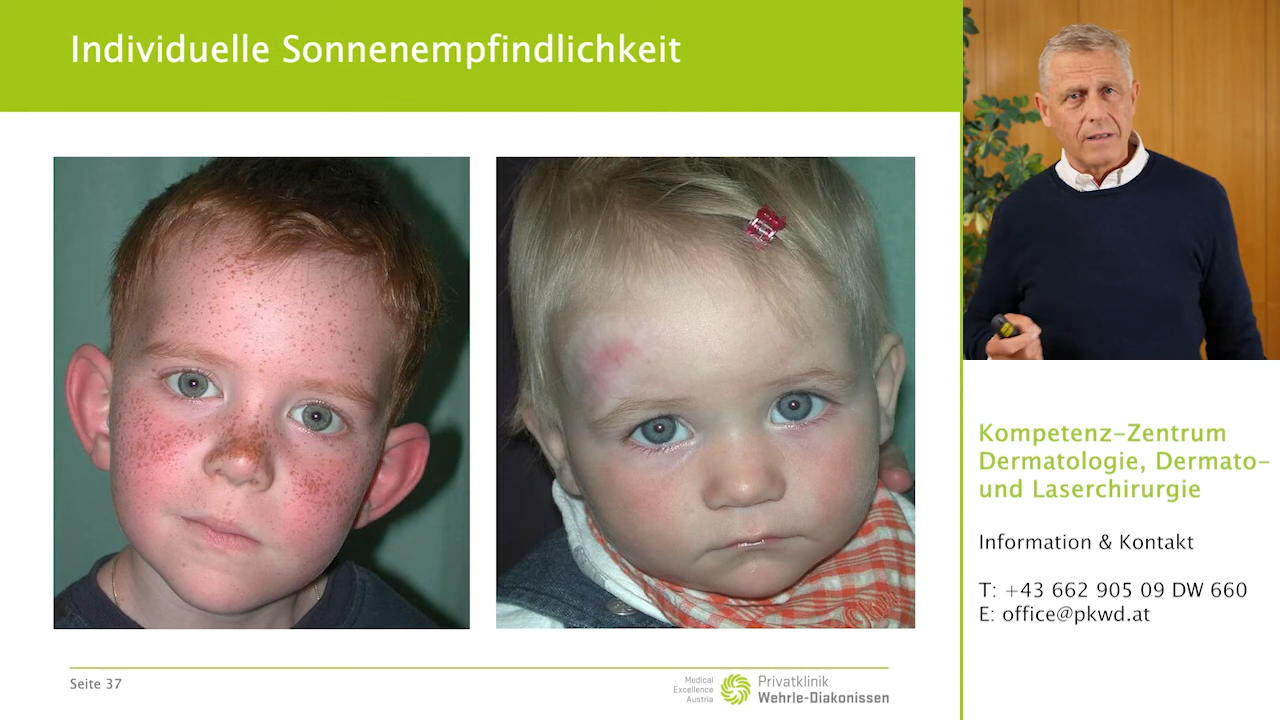 Individuelle Sonnenempfindlichkeit
Seite 37
Medical
Excellence
Austria
Privatklinik
Wehrle-Diakonissen
Kompetenz-Zentrum
Dermatologie, Dermato-
und Laserchirurgie
Information & Kontakt
T: +43 662 905 09 DW 660
E: office@pkwd.at